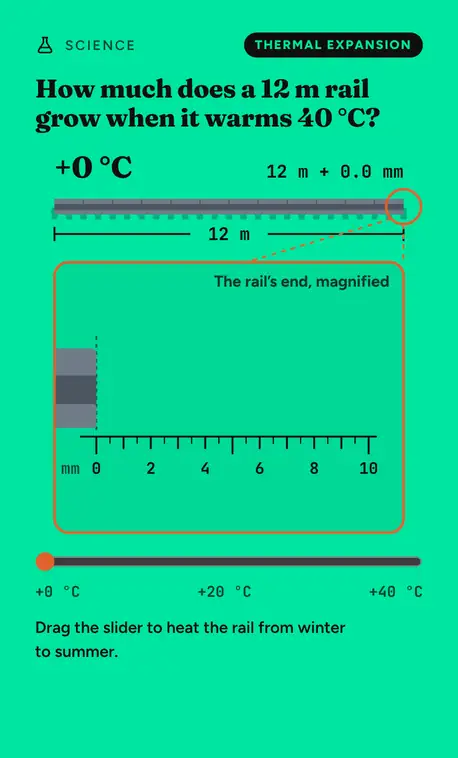 SCIENCE
THERMAL EXPANSION
How much does a 12 m rail
grow when it warms 40 °C?
+0 °C
12 m + 0.0 mm
12 m
The rail’s end, magnified
mm 0 2 4 6 8 10
+0 °C +20 °C +40 °C
Drag the slider to heat the rail from winter
to summer.